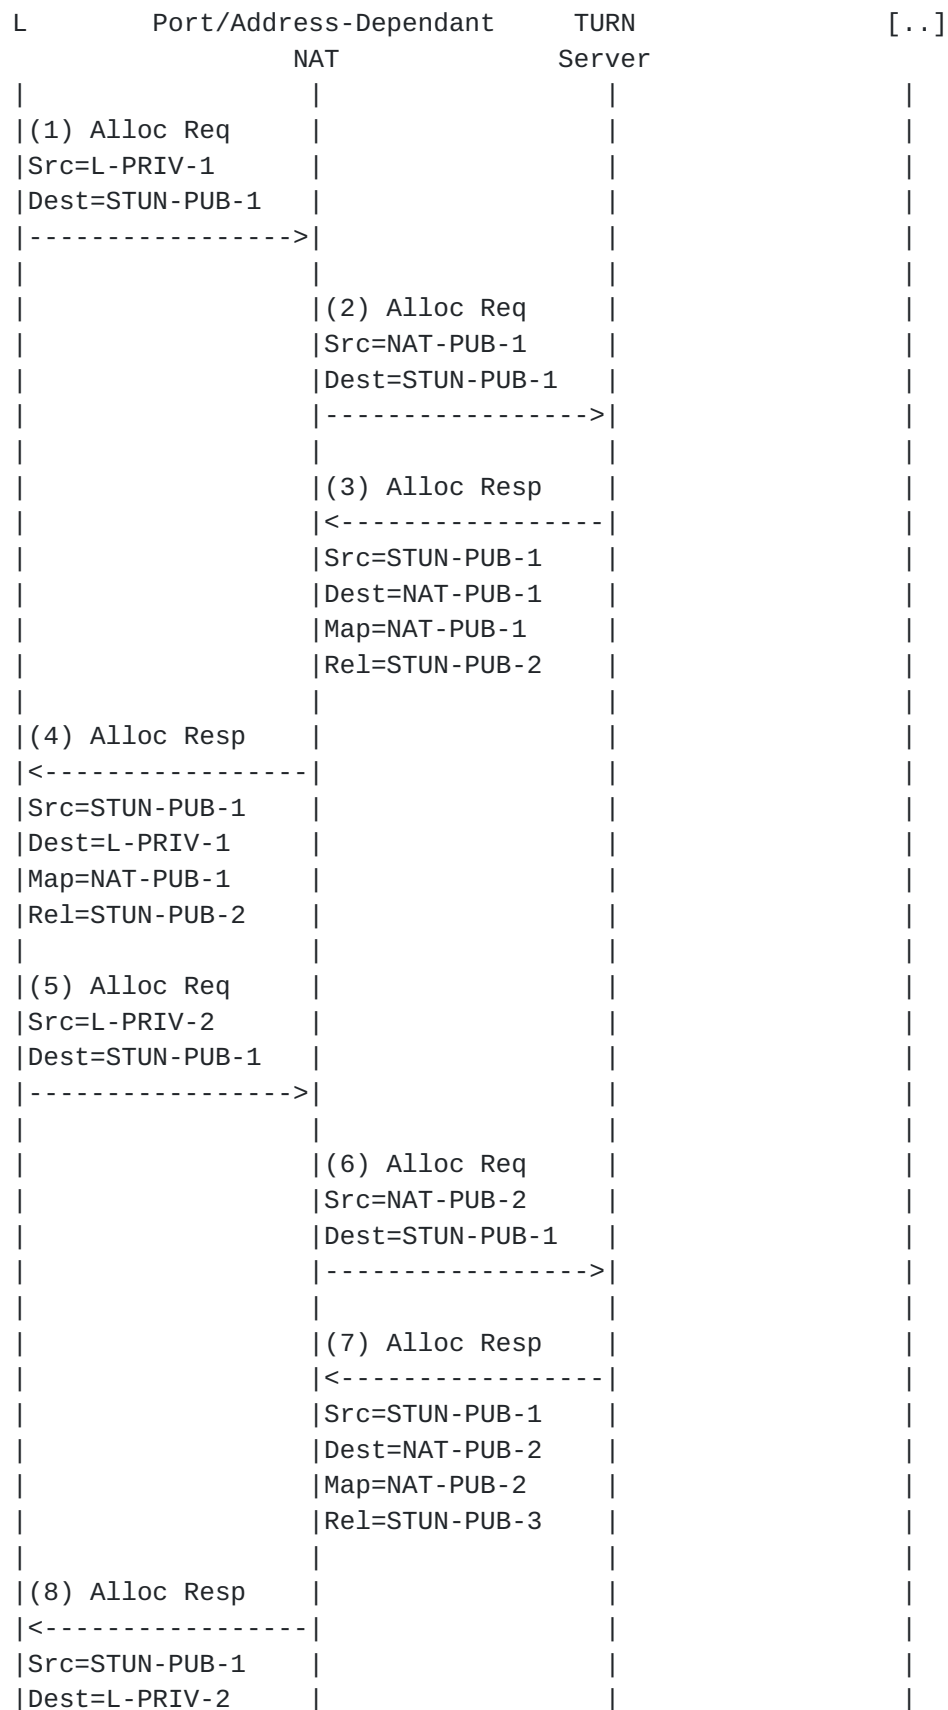 L        Port/Address-Dependant     TURN                [..]
                  NAT              Server
|                  |                  |                  |
|(1) Alloc Req     |                  |                  |
|Src=L-PRIV-1      |                  |                  |
|Dest=STUN-PUB-1   |                  |                  |
|----------------->|                  |                  |
|                  |                  |                  |
|                  |(2) Alloc Req     |                  |
|                  |Src=NAT-PUB-1     |                  |
|                  |Dest=STUN-PUB-1   |                  |
|                  |----------------->|                  |
|                  |                  |                  |
|                  |(3) Alloc Resp    |                  |
|                  |<-----------------|                  |
|                  |Src=STUN-PUB-1    |                  |
|                  |Dest=NAT-PUB-1    |                  |
|                  |Map=NAT-PUB-1     |                  |
|                  |Rel=STUN-PUB-2    |                  |
|                  |                  |                  |
|(4) Alloc Resp    |                  |                  |
|<-----------------|                  |                  |
|Src=STUN-PUB-1    |                  |                  |
|Dest=L-PRIV-1     |                  |                  |
|Map=NAT-PUB-1     |                  |                  |
|Rel=STUN-PUB-2    |                  |                  |
|                  |                  |                  |
|(5) Alloc Req     |                  |                  |
|Src=L-PRIV-2      |                  |                  |
|Dest=STUN-PUB-1   |                  |                  |
|----------------->|                  |                  |
|                  |                  |                  |
|                  |(6) Alloc Req     |                  |
|                  |Src=NAT-PUB-2     |                  |
|                  |Dest=STUN-PUB-1   |                  |
|                  |----------------->|                  |
|                  |                  |                  |
|                  |(7) Alloc Resp    |                  |
|                  |<-----------------|                  |
|                  |Src=STUN-PUB-1    |                  |
|                  |Dest=NAT-PUB-2    |                  |
|                  |Map=NAT-PUB-2     |                  |
|                  |Rel=STUN-PUB-3    |                  |
|                  |                  |                  |
|(8) Alloc Resp    |                  |                  |
|<-----------------|                  |                  |
|Src=STUN-PUB-1    |                  |                  |
|Dest=L-PRIV-2     |                  |                  |